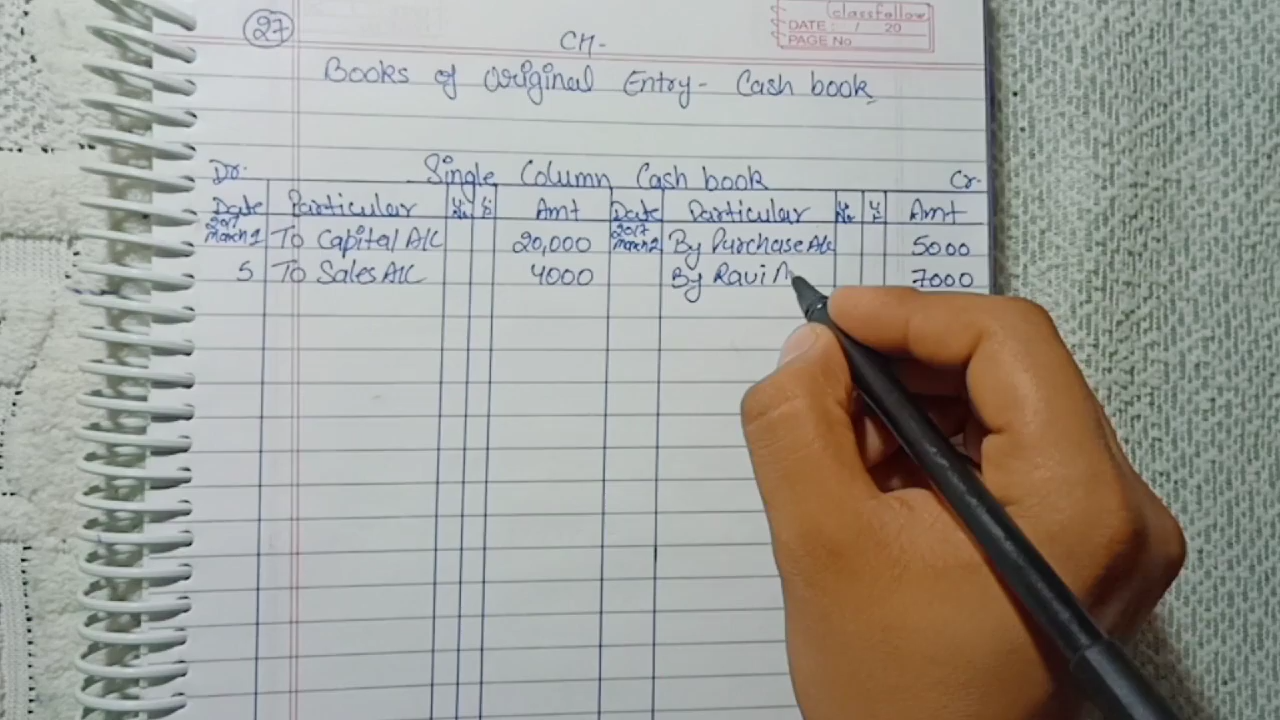 27
classfollow
DATE : / 20
PAGE No
CH-
Books of Original Entry- Cash book
Dr. Single Column Cash book Cr.
Date Particular Amt Date Particular Amt
2017 March 1 To Capital A/C 20,000 2017 March 2 By Purchase A/c 5000
5 To Sales A/C 4000 By Ravi 7000